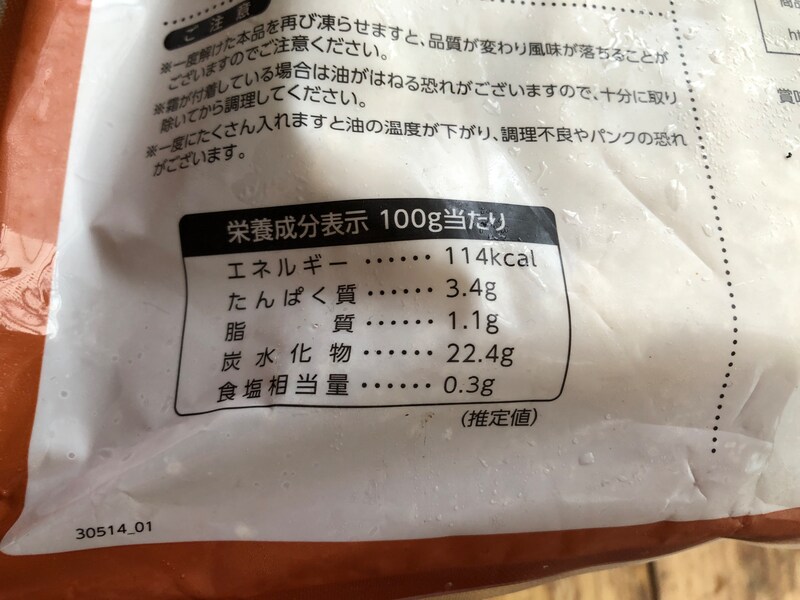 ご注意
※一度解けた本品を再び凍らせますと、品質が変わり風味が落ちることが
ございますのでご注意ください。
※霜が付着している場合は油がはねる恐れがございますので、十分に取り
除いてから調理してください。
※一度にたくさん入れますと油の温度が下がり、調理不良やパンクの恐れ
がございます。
栄養成分表示 100g当たり
エネルギー ⋯⋯ 114kcal
たんぱく質 ⋯⋯ 3.4g
脂質 ⋯⋯ 1.1g
炭水化物 ⋯⋯ 22.4g
食塩相当量 ⋯⋯ 0.3g
(推定値)
30514_01
賞味